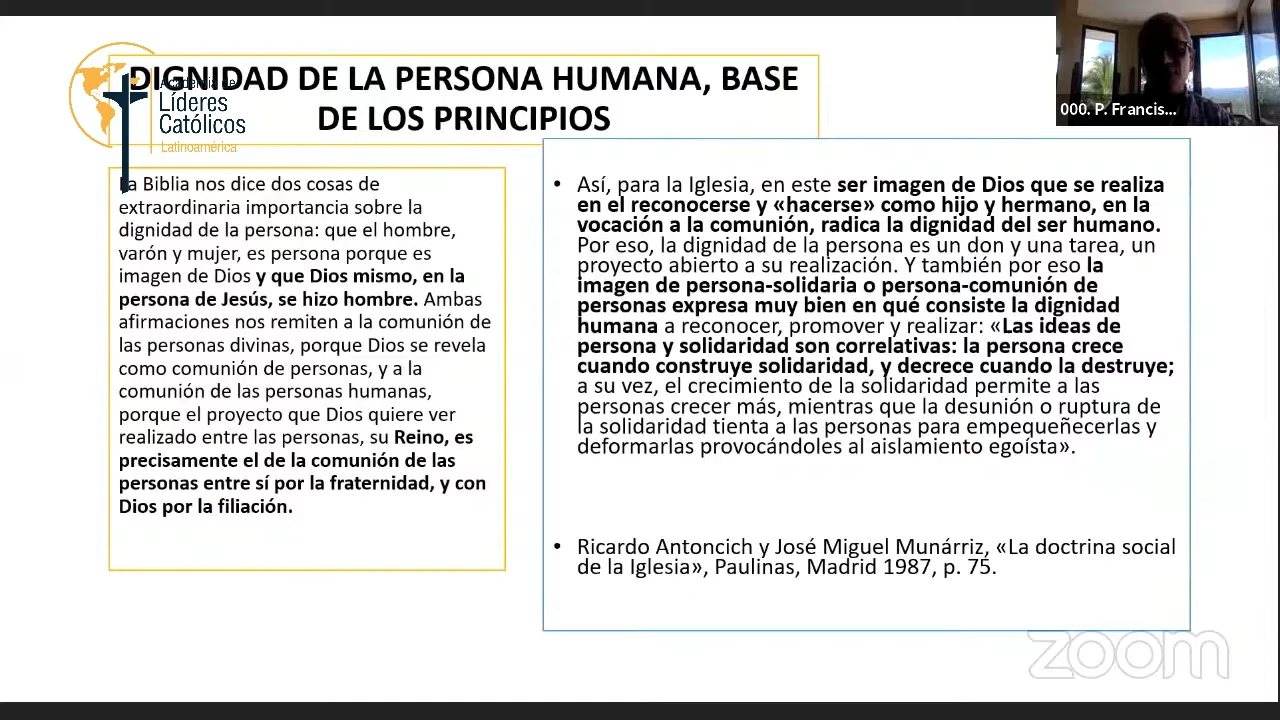 DIGNIDAD DE LA PERSONA HUMANA, BASE
DE LOS PRINCIPIOS
Academia de
Líderes
Católicos
Latinoamérica
000. P. Francis...
La Biblia nos dice dos cosas de
extraordinaria importancia sobre la
dignidad de la persona: que el hombre,
varón y mujer, es persona porque es
imagen de Dios y que Dios mismo, en la
persona de Jesús, se hizo hombre. Ambas
afirmaciones nos remiten a la comunión de
las personas divinas, porque Dios se revela
como comunión de personas, y a la
comunión de las personas humanas,
porque el proyecto que Dios quiere ver
realizado entre las personas, su Reino, es
precisamente el de la comunión de las
personas entre sí por la fraternidad, y con
Dios por la filiación.
• Así, para la Iglesia, en este ser imagen de Dios que se realiza
en el reconocerse y «hacerse» como hijo y hermano, en la
vocación a la comunión, radica la dignidad del ser humano.
Por eso, la dignidad de la persona es un don y una tarea, un
proyecto abierto a su realización. Y también por eso la
imagen de persona-solidaria o persona-comunión de
personas expresa muy bien en qué consiste la dignidad
humana a reconocer, promover y realizar: «Las ideas de
persona y solidaridad son correlativas: la persona crece
cuando construye solidaridad, y decrece cuando la destruye;
a su vez, el crecimiento de la solidaridad permite a las
personas crecer más, mientras que la desunión o ruptura de
la solidaridad tienta a las personas para empequeñecerlas y
deformarlas provocándoles al aislamiento egoísta».
• Ricardo Antoncich y José Miguel Munárriz, «La doctrina social
de la Iglesia», Paulinas, Madrid 1987, p. 75.
zoom